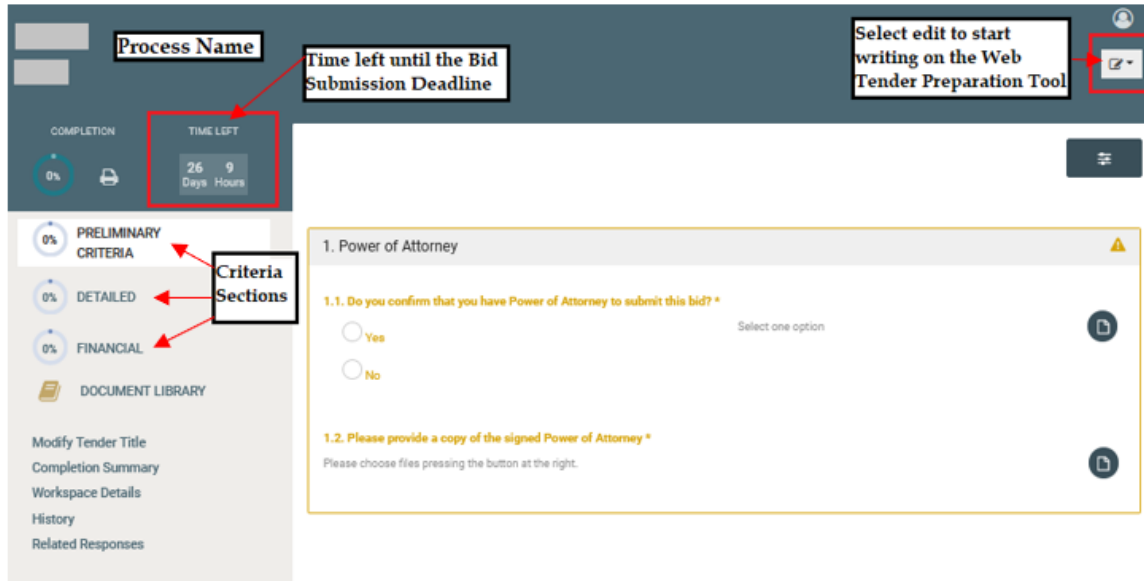 Process Name
Time left until the Bid
Submission Deadline
Select edit to start
writing on the Web
Tender Preparation Tool
COMPLETION
TIME LEFT
0%
26 9
Days Hours
0% PRELIMINARY
CRITERIA
0% DETAILED
0% FINANCIAL
Criteria
Sections
DOCUMENT LIBRARY
Modify Tender Title
Completion Summary
Workspace Details
History
Related Responses
1. Power of Attorney
1.1. Do you confirm that you have Power of Attorney to submit this bid? *
Yes
Select one option
No
1.2. Please provide a copy of the signed Power of Attorney *
Please choose files pressing the button at the right.